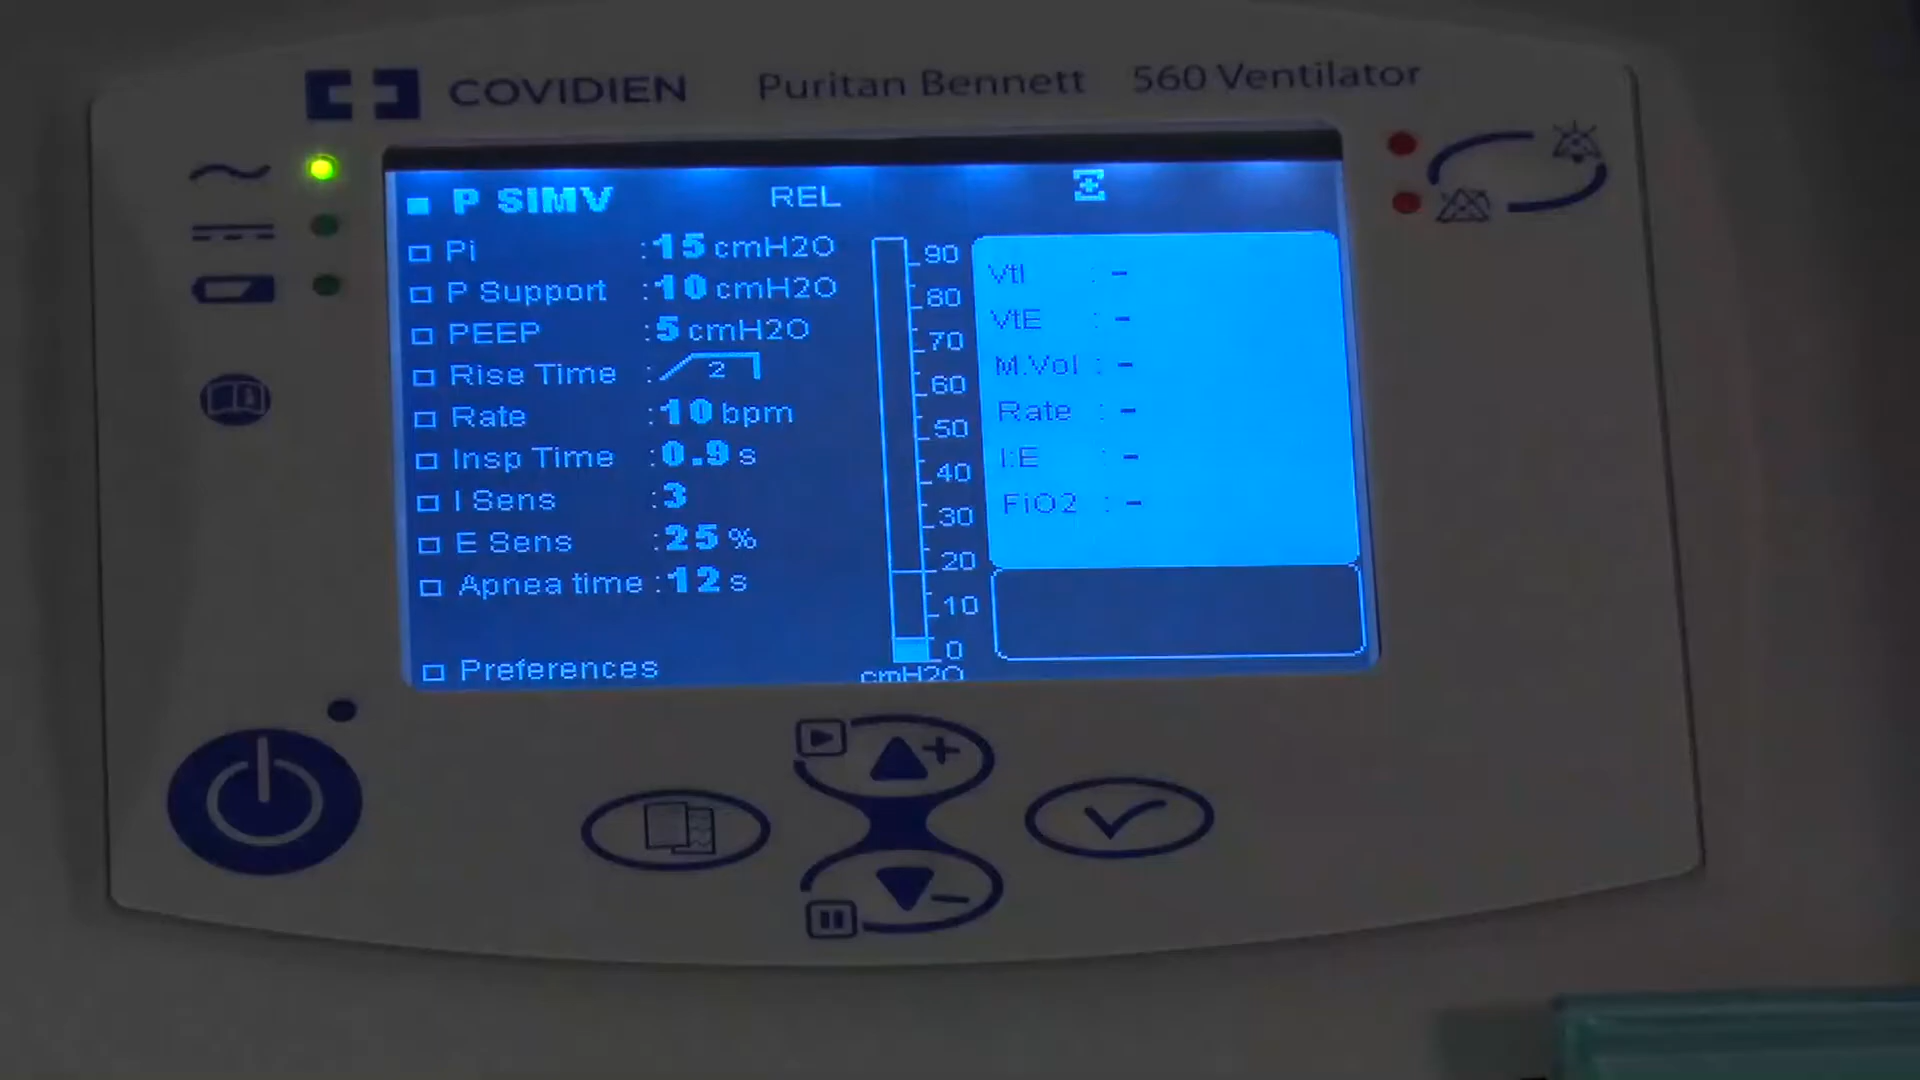 COVIDIEN Puritan Bennett 560 Ventilator
P SIMV REL
Pi :15 cmH2O
P Support :10 cmH2O
PEEP :5 cmH2O
Rise Time : 2
Rate :10 bpm
Insp Time :0.9 s
I Sens :3
E Sens :25 %
Apnea time :12 s
Preferences
90
80
70
60
50
40
30
20
10
0
cmH2O
VtI : -
VtE : -
M.Vol : -
Rate : -
I:E : -
FiO2 : -